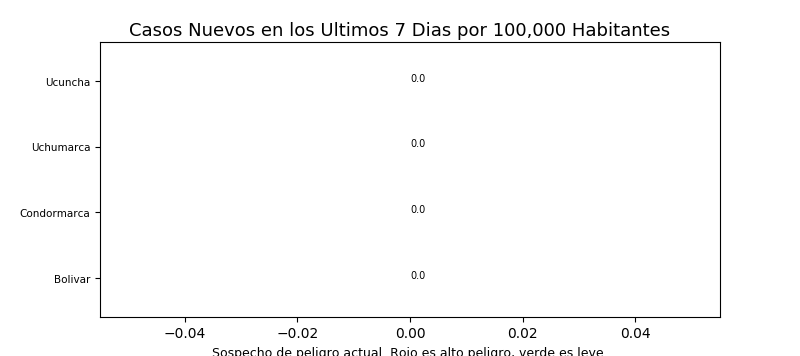 Casos Nuevos en los Ultimos 7 Dias por 100,000 Habitantes
Ucuncha 0.0
Uchumarca 0.0
Condormarca 0.0
Bolivar 0.0
−0.04 −0.02 0.00 0.02 0.04
Sospecho de peligro actual. Rojo es alto peligro, verde es leve